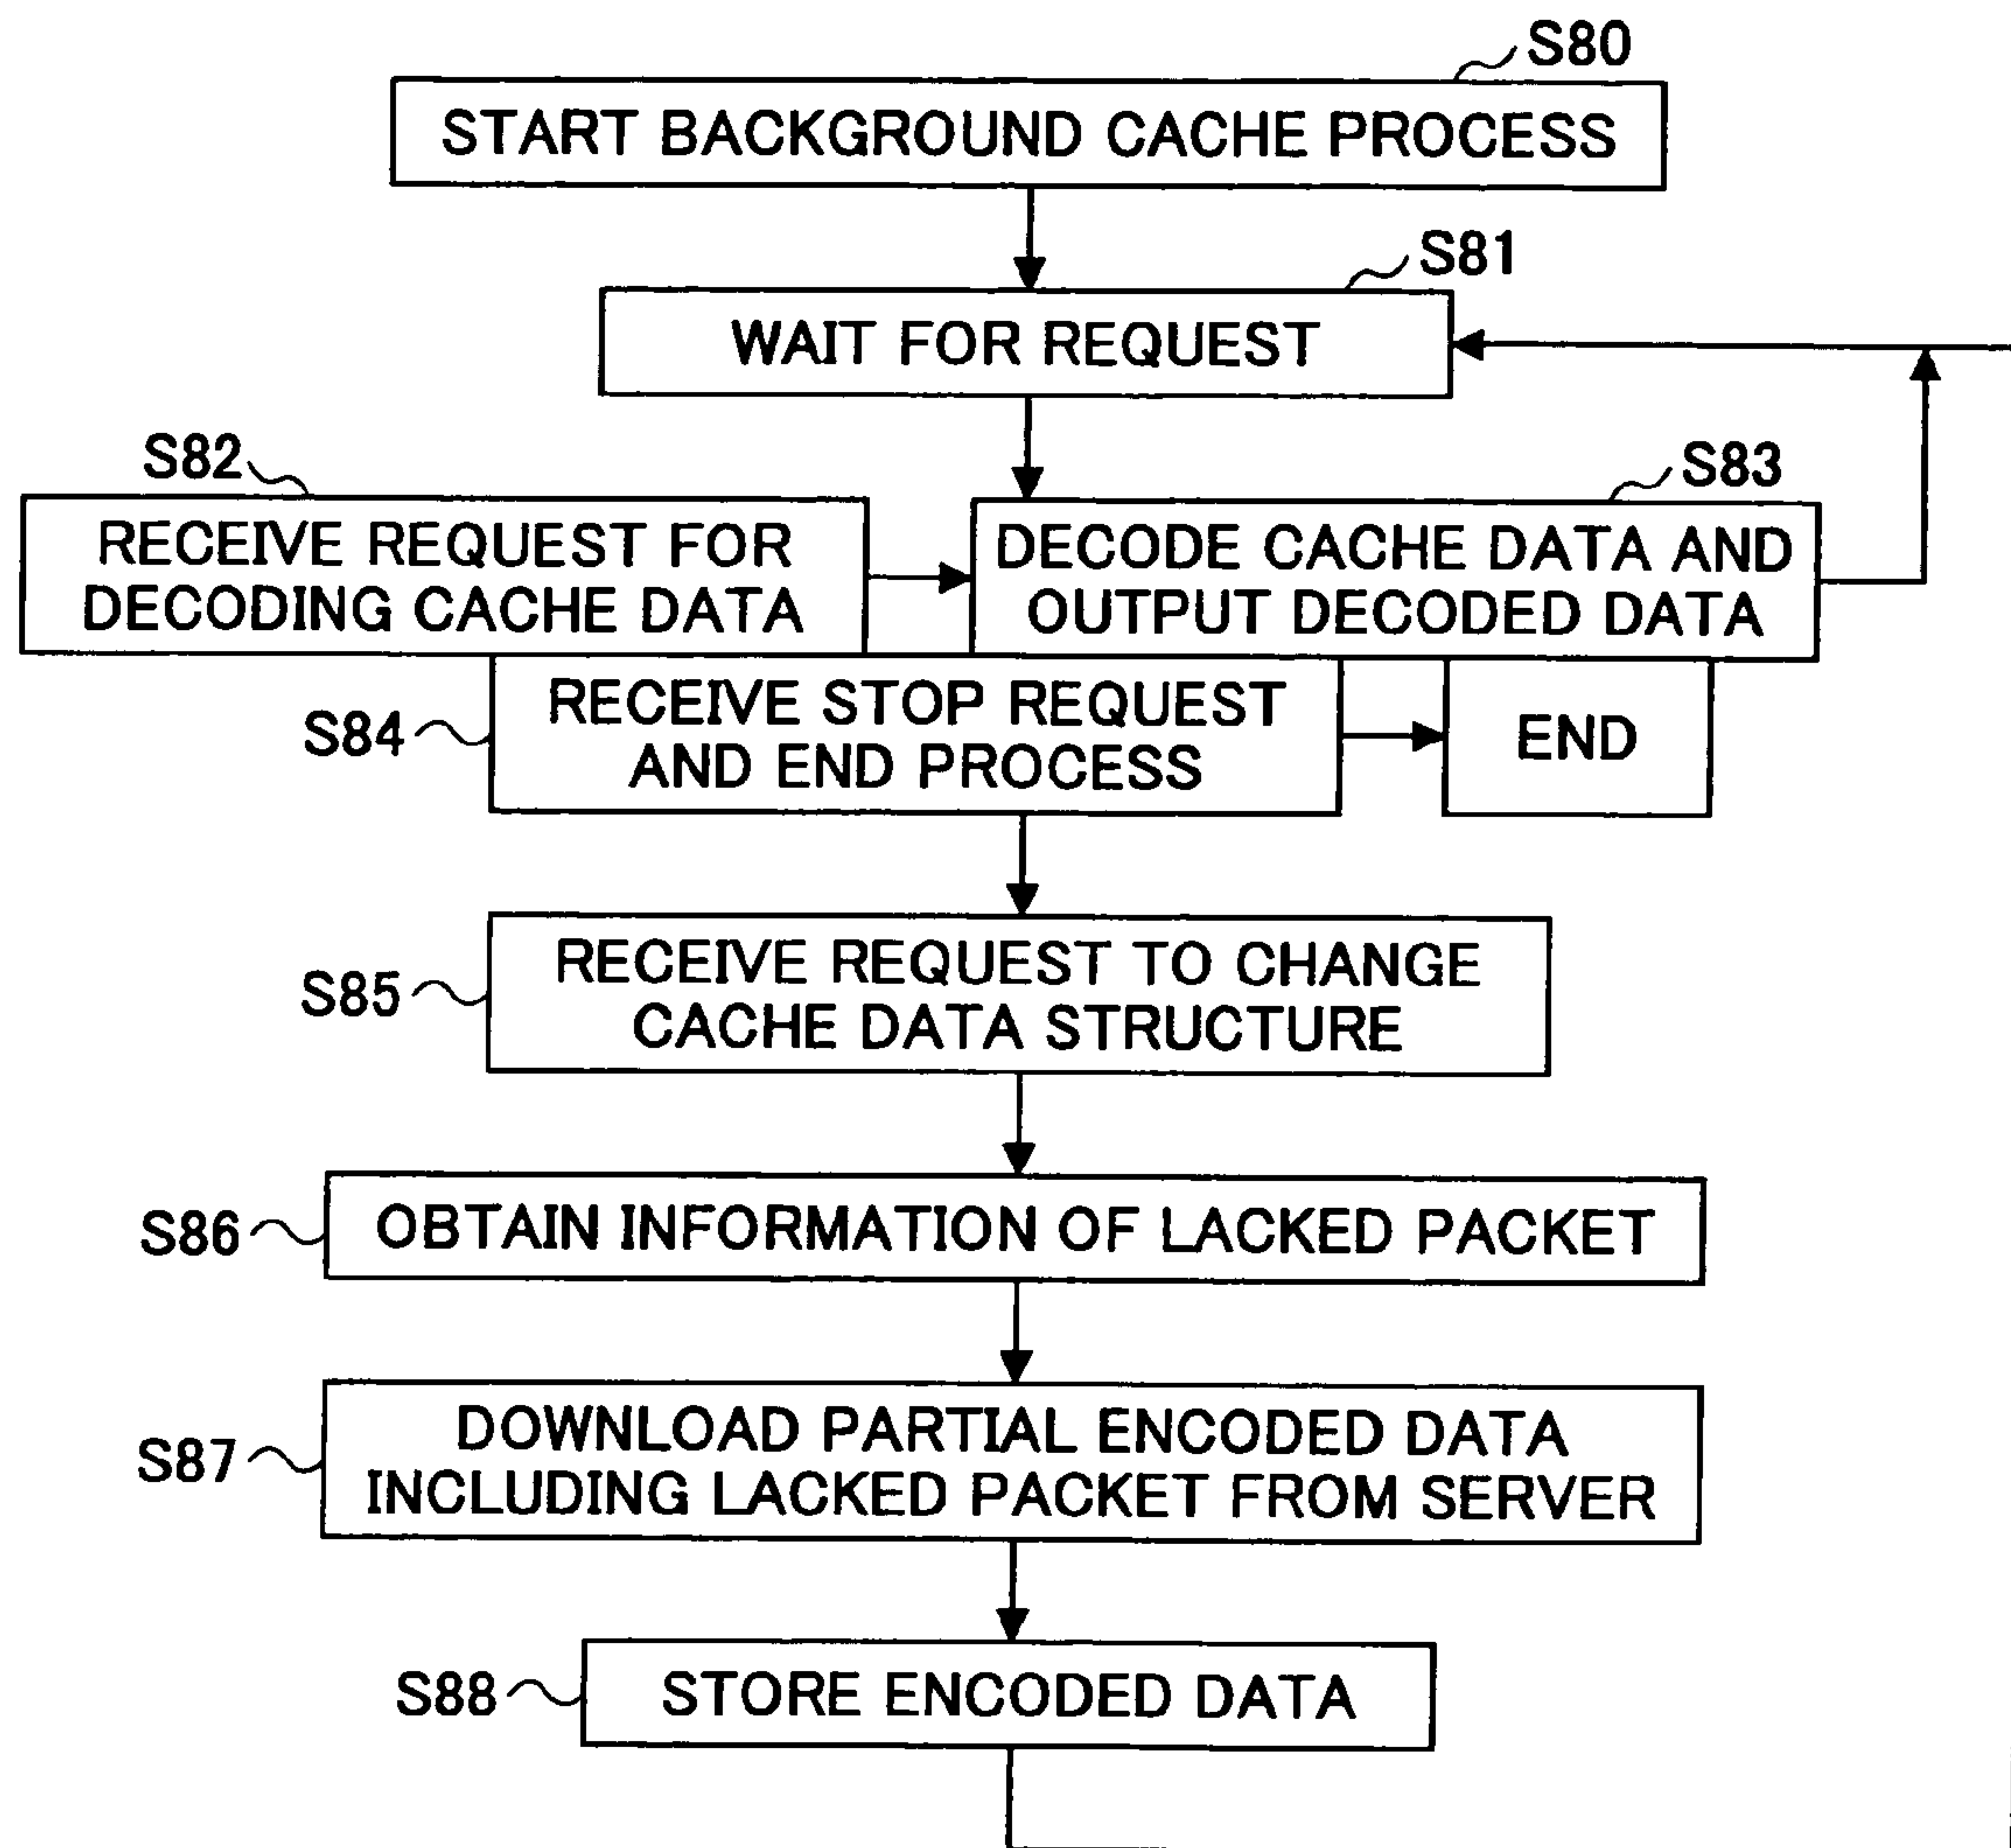 S80
START BACKGROUND CACHE PROCESS
S81
WAIT FOR REQUEST
S82
RECEIVE REQUEST FOR
DECODING CACHE DATA
S83
DECODE CACHE DATA AND
OUTPUT DECODED DATA
S84
RECEIVE STOP REQUEST
AND END PROCESS
END
S85
RECEIVE REQUEST TO CHANGE
CACHE DATA STRUCTURE
S86
OBTAIN INFORMATION OF LACKED PACKET
S87
DOWNLOAD PARTIAL ENCODED DATA
INCLUDING LACKED PACKET FROM SERVER
S88
STORE ENCODED DATA